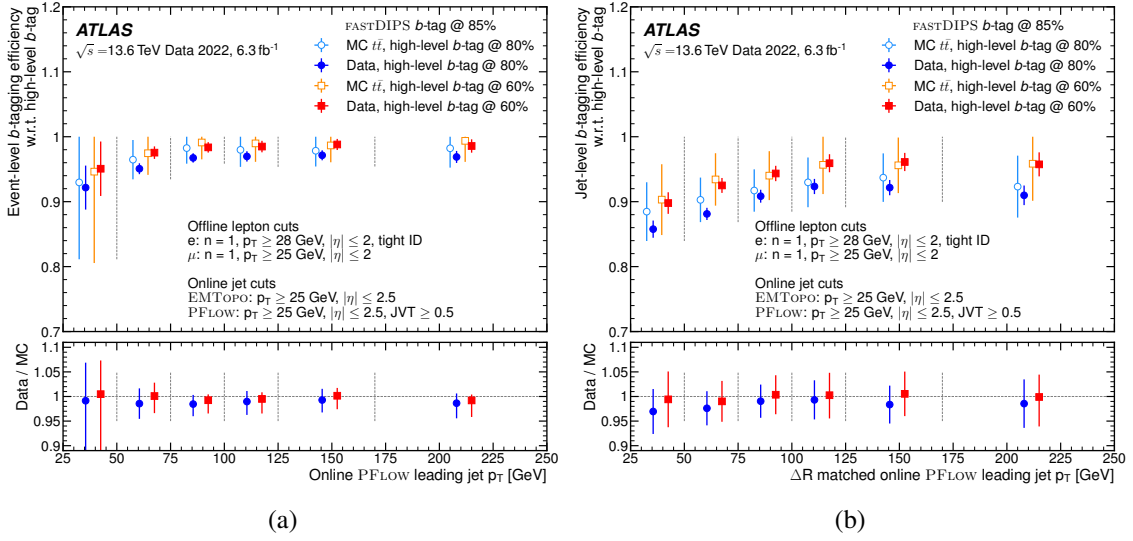 ATLAS
√s =13.6 TeV Data 2022, 6.3 fb⁻¹
FASTDIPS b-tag @ 85%
MC tt̄, high-level b-tag @ 80%
Data, high-level b-tag @ 80%
MC tt̄, high-level b-tag @ 60%
Data, high-level b-tag @ 60%
Event-level b-tagging efficiency
w.r.t. high-level b-tag
1.2
1.1
1
0.9
0.8
0.7
Offline lepton cuts
e: n = 1, pT ≥ 28 GeV, |η| ≤ 2, tight ID
μ: n = 1, pT ≥ 25 GeV, |η| ≤ 2
Online jet cuts
EMTOPO: pT ≥ 25 GeV, |η| ≤ 2.5
PFLOW: pT ≥ 25 GeV, |η| ≤ 2.5, JVT ≥ 0.5
Data / MC
1.1
1.05
1
0.95
0.9
25 50 75 100 125 150 175 200 225 250
Online PFLOW leading jet pT [GeV]
(a)
ATLAS
√s =13.6 TeV Data 2022, 6.3 fb⁻¹
FASTDIPS b-tag @ 85%
MC tt̄, high-level b-tag @ 80%
Data, high-level b-tag @ 80%
MC tt̄, high-level b-tag @ 60%
Data, high-level b-tag @ 60%
Jet-level b-tagging efficiency
w.r.t. high-level b-tag
1.2
1.1
1
0.9
0.8
0.7
Offline lepton cuts
e: n = 1, pT ≥ 28 GeV, |η| ≤ 2, tight ID
μ: n = 1, pT ≥ 25 GeV, |η| ≤ 2
Online jet cuts
EMTOPO: pT ≥ 25 GeV, |η| ≤ 2.5
PFLOW: pT ≥ 25 GeV, |η| ≤ 2.5, JVT ≥ 0.5
Data / MC
1.1
1.05
1
0.95
0.9
25 50 75 100 125 150 175 200 225 250
ΔR matched online PFLOW leading jet pT [GeV]
(b)